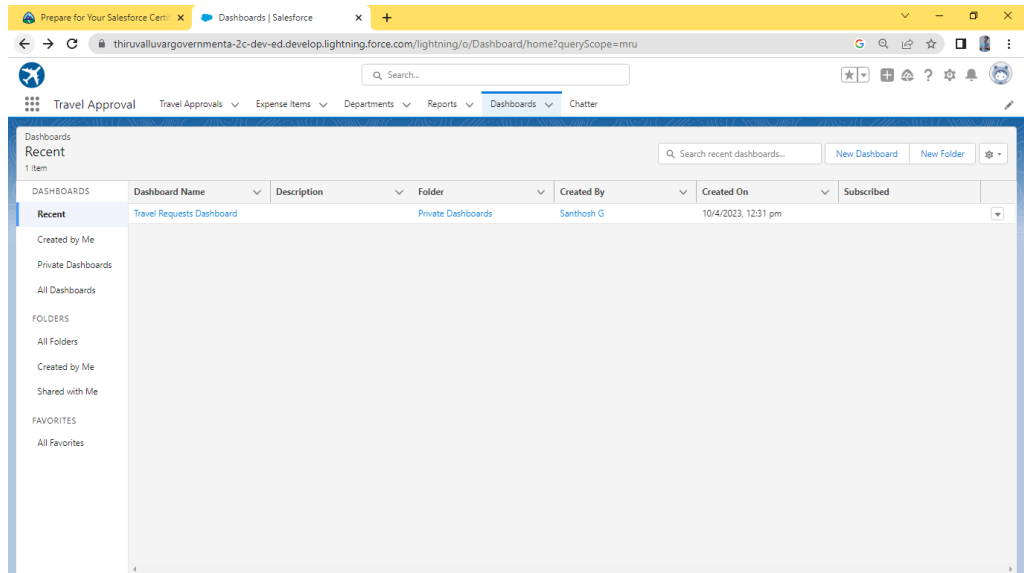 Prepare for Your Salesforce Certif
Dashboards | Salesforce
thiruvalluvargovernmenta-2c-dev-ed.develop.lightning.force.com/lightning/o/Dashboard/home?queryScope=mru
Search...
Travel Approval Travel Approvals Expense Items Departments Reports Dashboards Chatter
Dashboards
Recent
1 item
Search recent dashboards...
New Dashboard New Folder
DASHBOARDS
Dashboard Name Description Folder Created By Created On Subscribed
Recent
Travel Requests Dashboard Private Dashboards Santhosh G 10/4/2023, 12:31 pm
Created by Me
Private Dashboards
All Dashboards
FOLDERS
All Folders
Created by Me
Shared with Me
FAVORITES
All Favorites